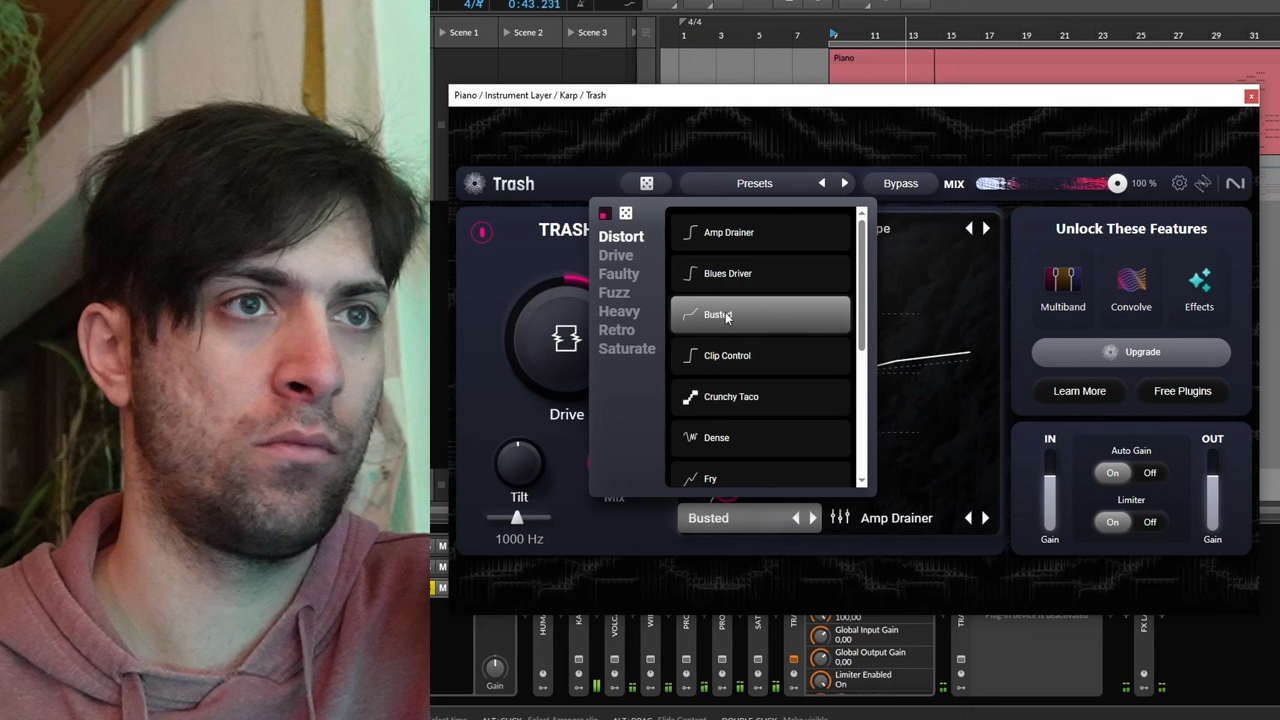 4/4
0:43.231
Scene 1
Scene 2
Scene 3
4/4
1
3
5
7
9
11
13
15
17
19
21
23
25
27
29
31
Piano
Piano / Instrument Layer / Karp / Trash
x
Trash
Presets
Bypass
MIX
100 %
TRASH
Distort
Drive
Faulty
Fuzz
Heavy
Retro
Saturate
Amp Drainer
Blues Driver
Busted
Clip Control
Crunchy Taco
Dense
Fry
Drive
Tilt
Mix
1000 Hz
Busted
Amp Drainer
Unlock These Features
Multiband
Convolve
Effects
Upgrade
Learn More
Free Plugins
IN
Auto Gain
On
Off
Limiter
On
Off
Gain
OUT
Gain
M
M
M
Gain
100,00
Global Input Gain
0,00
Global Output Gain
0,00
Limiter Enabled
On